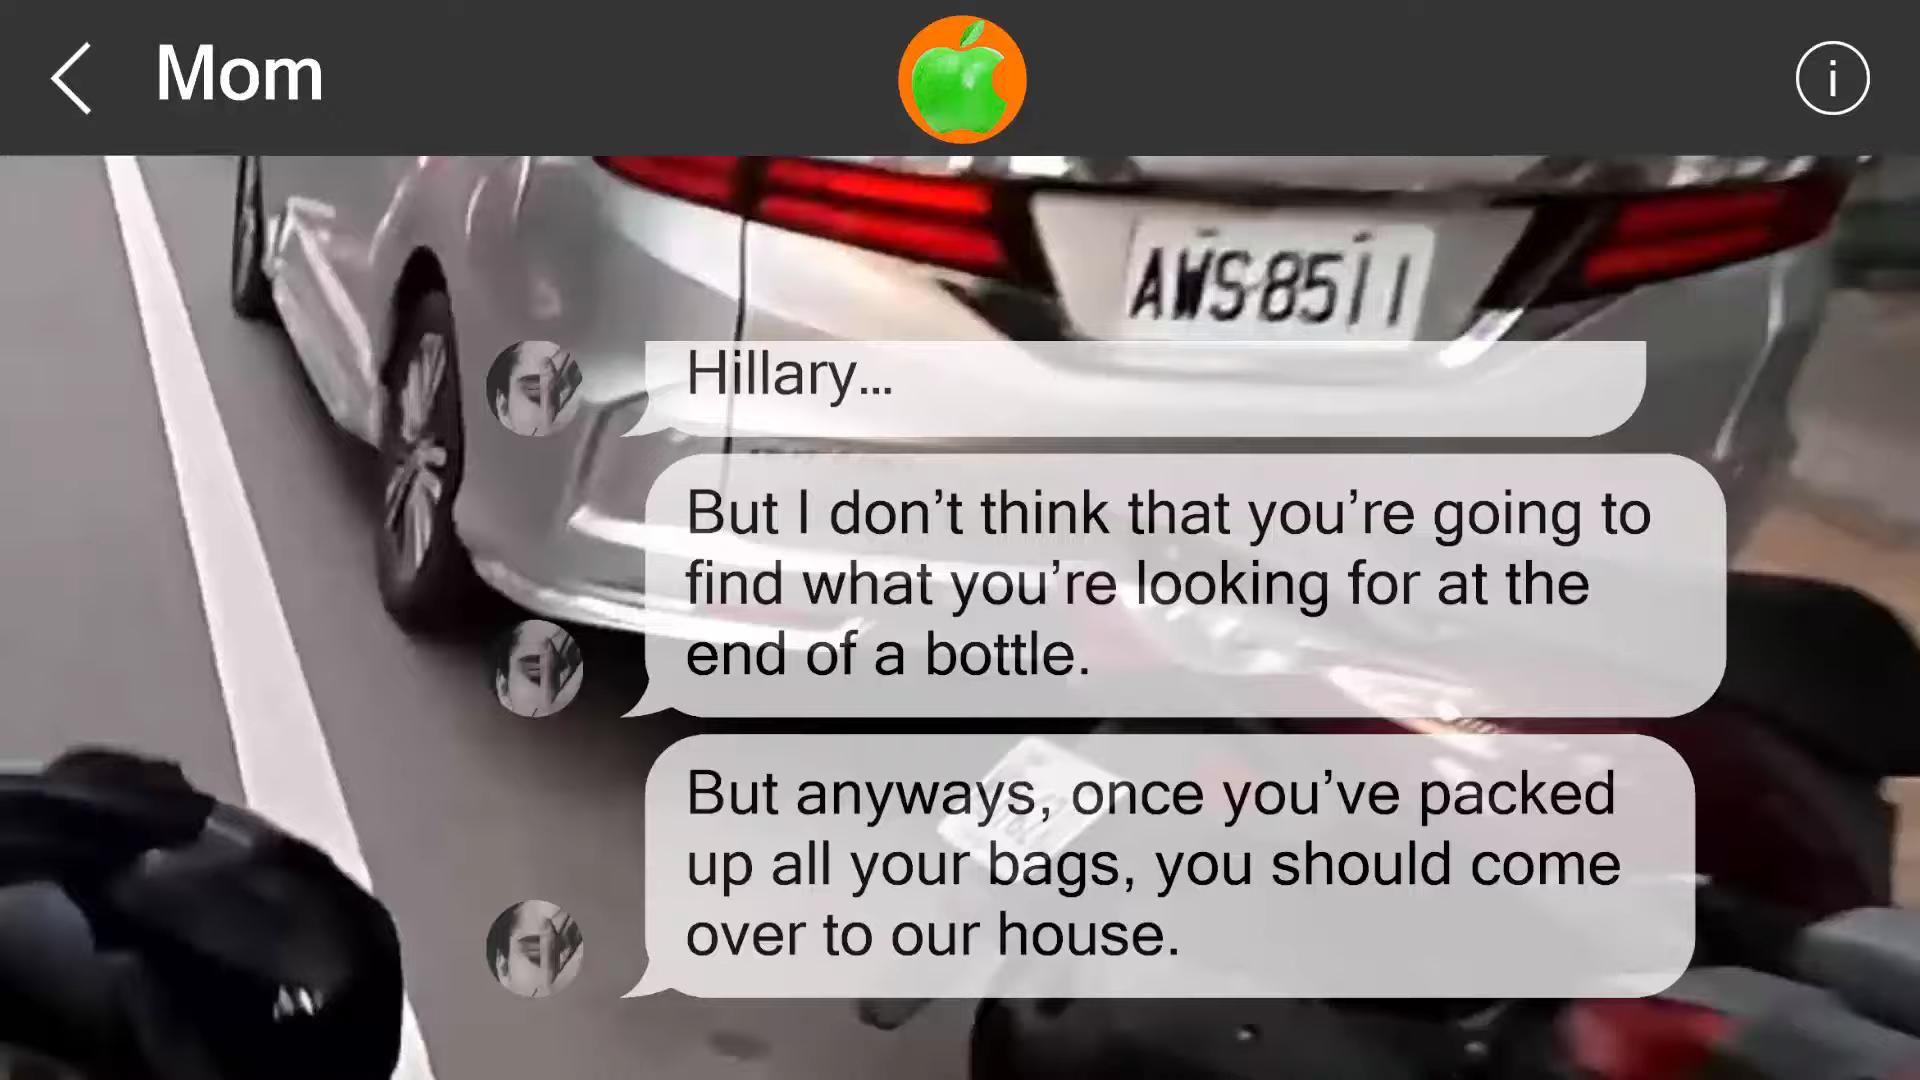 Mom
i
AWS-8511
Hillary...
But I don’t think that you’re going to
find what you’re looking for at the
end of a bottle.
But anyways, once you’ve packed
up all your bags, you should come
over to our house.